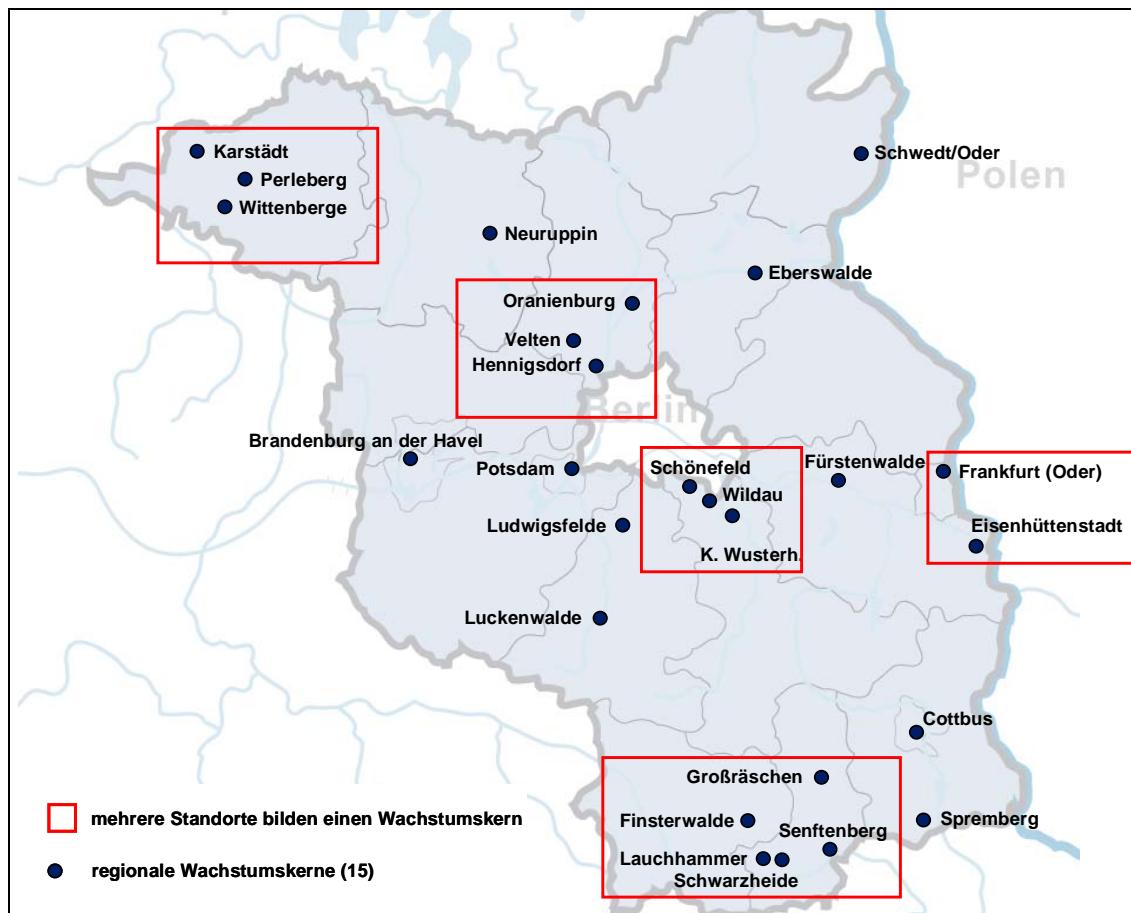 Karstädt
Perleberg
Wittenberge
Schwedt/Oder
Polen
Neuruppin
Eberswalde
Oranienburg
Velten
Hennigsdorf
Berlin
Brandenburg an der Havel
Potsdam
Schönefeld
Wildau
K. Wusterh.
Fürstenwalde
Frankfurt (Oder)
Eisenhüttenstadt
Ludwigsfelde
Luckenwalde
Cottbus
Großräschen
Finsterwalde
Senftenberg
Spremberg
Lauchhammer
Schwarzheide
mehrere Standorte bilden einen Wachstumskern
regionale Wachstumskerne (15)